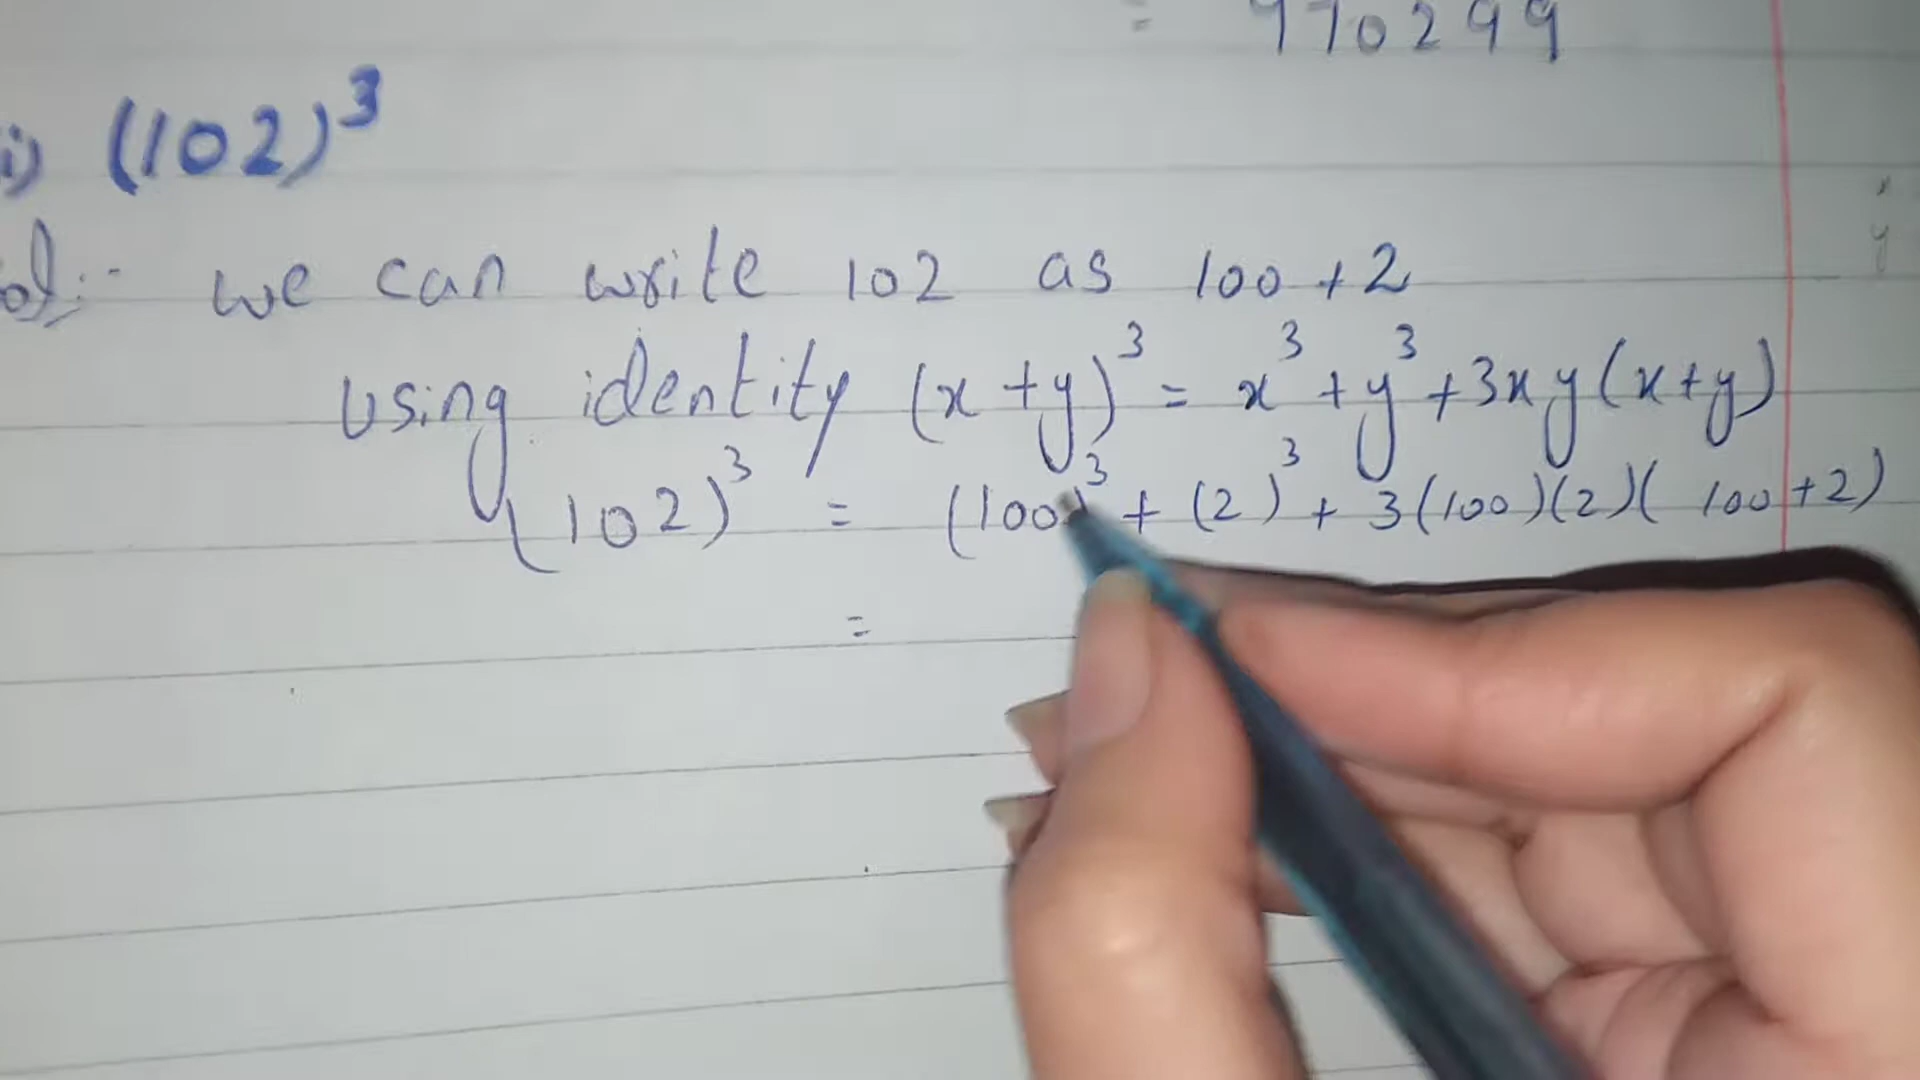 = 970299
i) (102)³
ol:- we can write 102 as 100 + 2
using identity (x + y)³ = x³ + y³ + 3xy(x+y)
(102)³ = (100)³ + (2)³ + 3(100)(2)( 100 + 2)
=